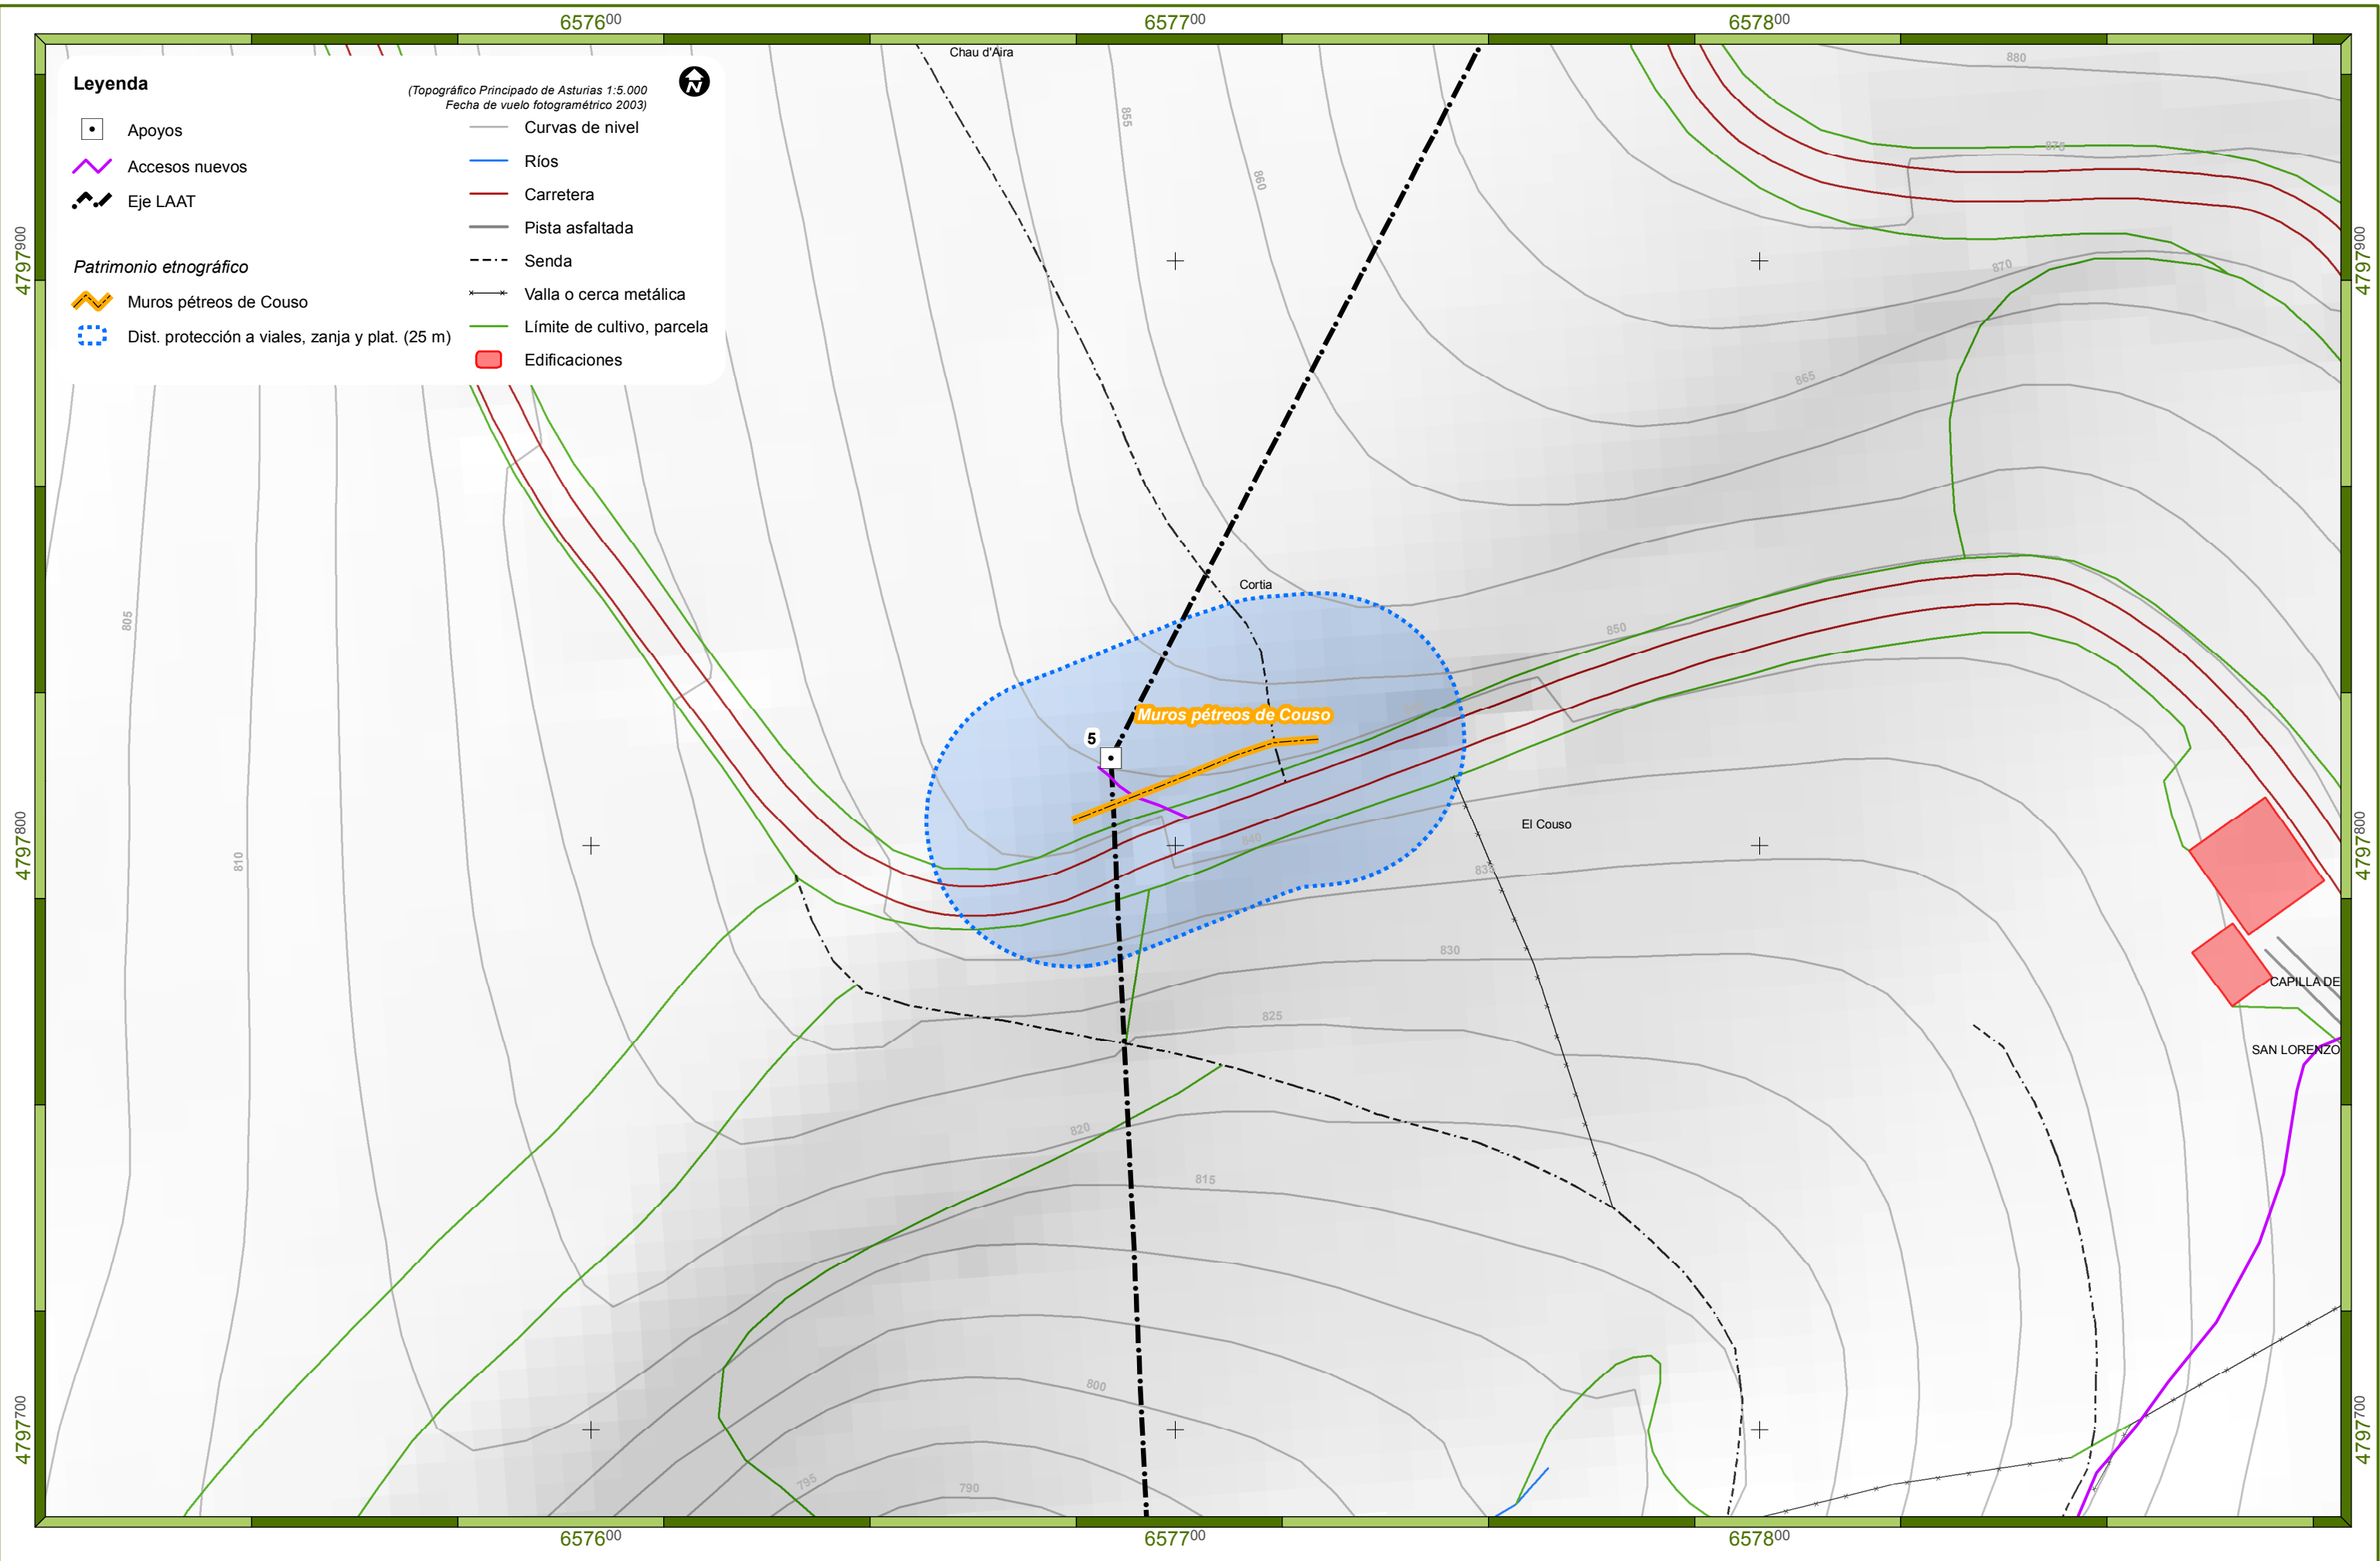 657600
657700
657800
Chau d'Aira
880
Leyenda
(Topográfico Principado de Asturias 1:5.000
Fecha de vuelo fotogramétrico 2003)
N
Apoyos
Accesos nuevos
Eje LAAT
Patrimonio etnográfico
Muros pétreos de Couso
Dist. protección a viales, zanja y plat. (25 m)
Curvas de nivel
Ríos
Carretera
Pista asfaltada
Senda
Valla o cerca metálica
Límite de cultivo, parcela
Edificaciones
855
875
860
4797900
4797900
870
865
Cortia
805
850
Muros pétreos de Couso
5
El Couso
840
4797800
4797800
810
835
830
CAPILLA DE
825
SAN LORENZO
820
815
800
4797700
4797700
795
790
657600
657700
657800